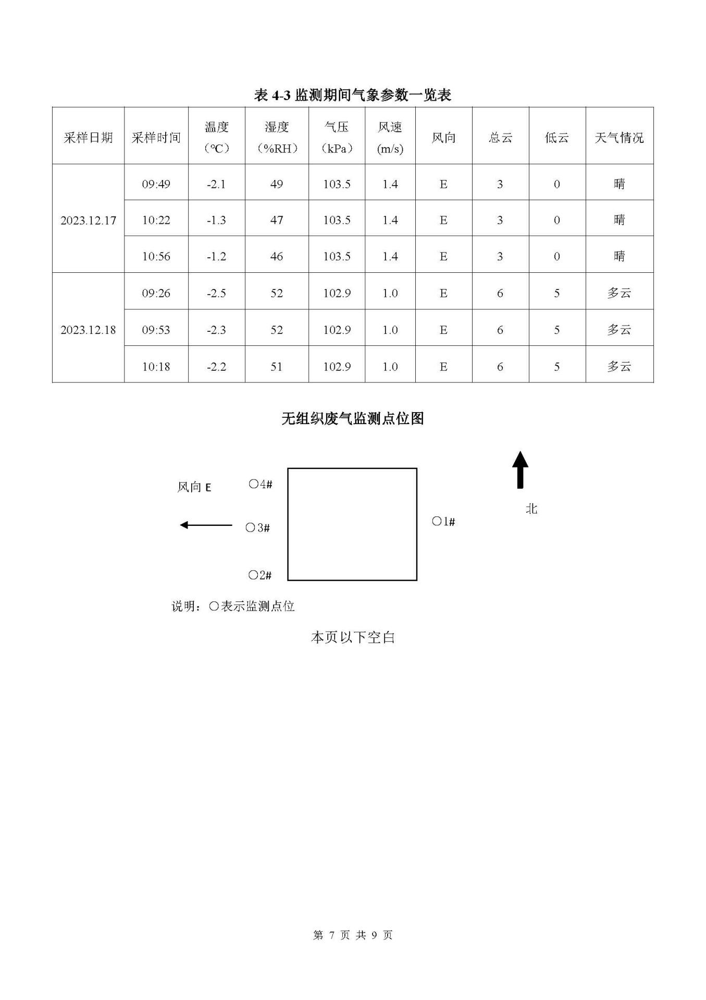 表 4-3 监测期间气象参数一览表
采样日期 采样时间 温度（℃） 湿度（%RH） 气压（kPa） 风速(m/s) 风向 总云 低云 天气情况
2023.12.17 09:49 -2.1 49 103.5 1.4 E 3 0 晴
10:22 -1.3 47 103.5 1.4 E 3 0 晴
10:56 -1.2 46 103.5 1.4 E 3 0 晴
2023.12.18 09:26 -2.5 52 102.9 1.0 E 6 5 多云
09:53 -2.3 52 102.9 1.0 E 6 5 多云
10:18 -2.2 51 102.9 1.0 E 6 5 多云
无组织废气监测点位图
风向 E ○4#
北
○3# ○1#
○2#
说明：○表示监测点位
本页以下空白
第 7 页 共 9 页